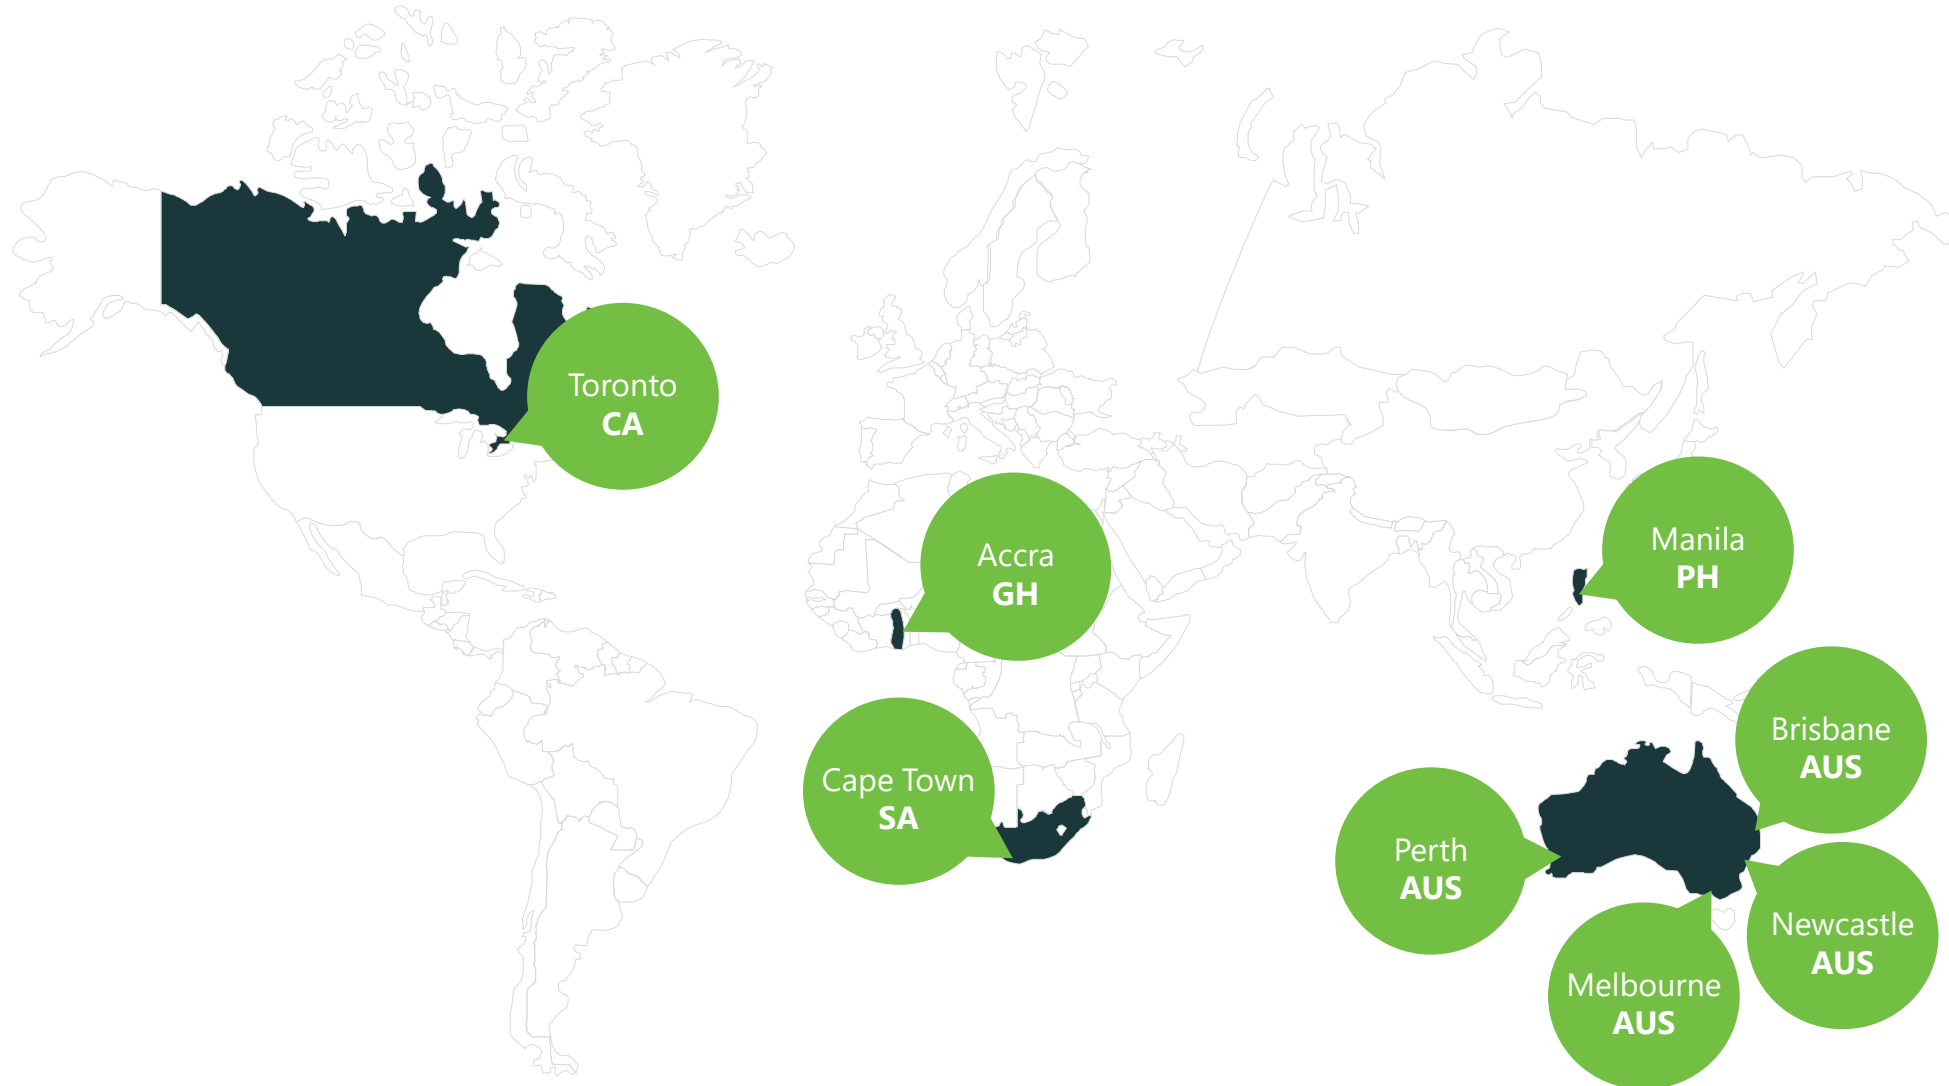 Toronto
CA
Accra
GH
Manila
PH
Cape Town
SA
Brisbane
AUS
Perth
AUS
Newcastle
AUS
Melbourne
AUS